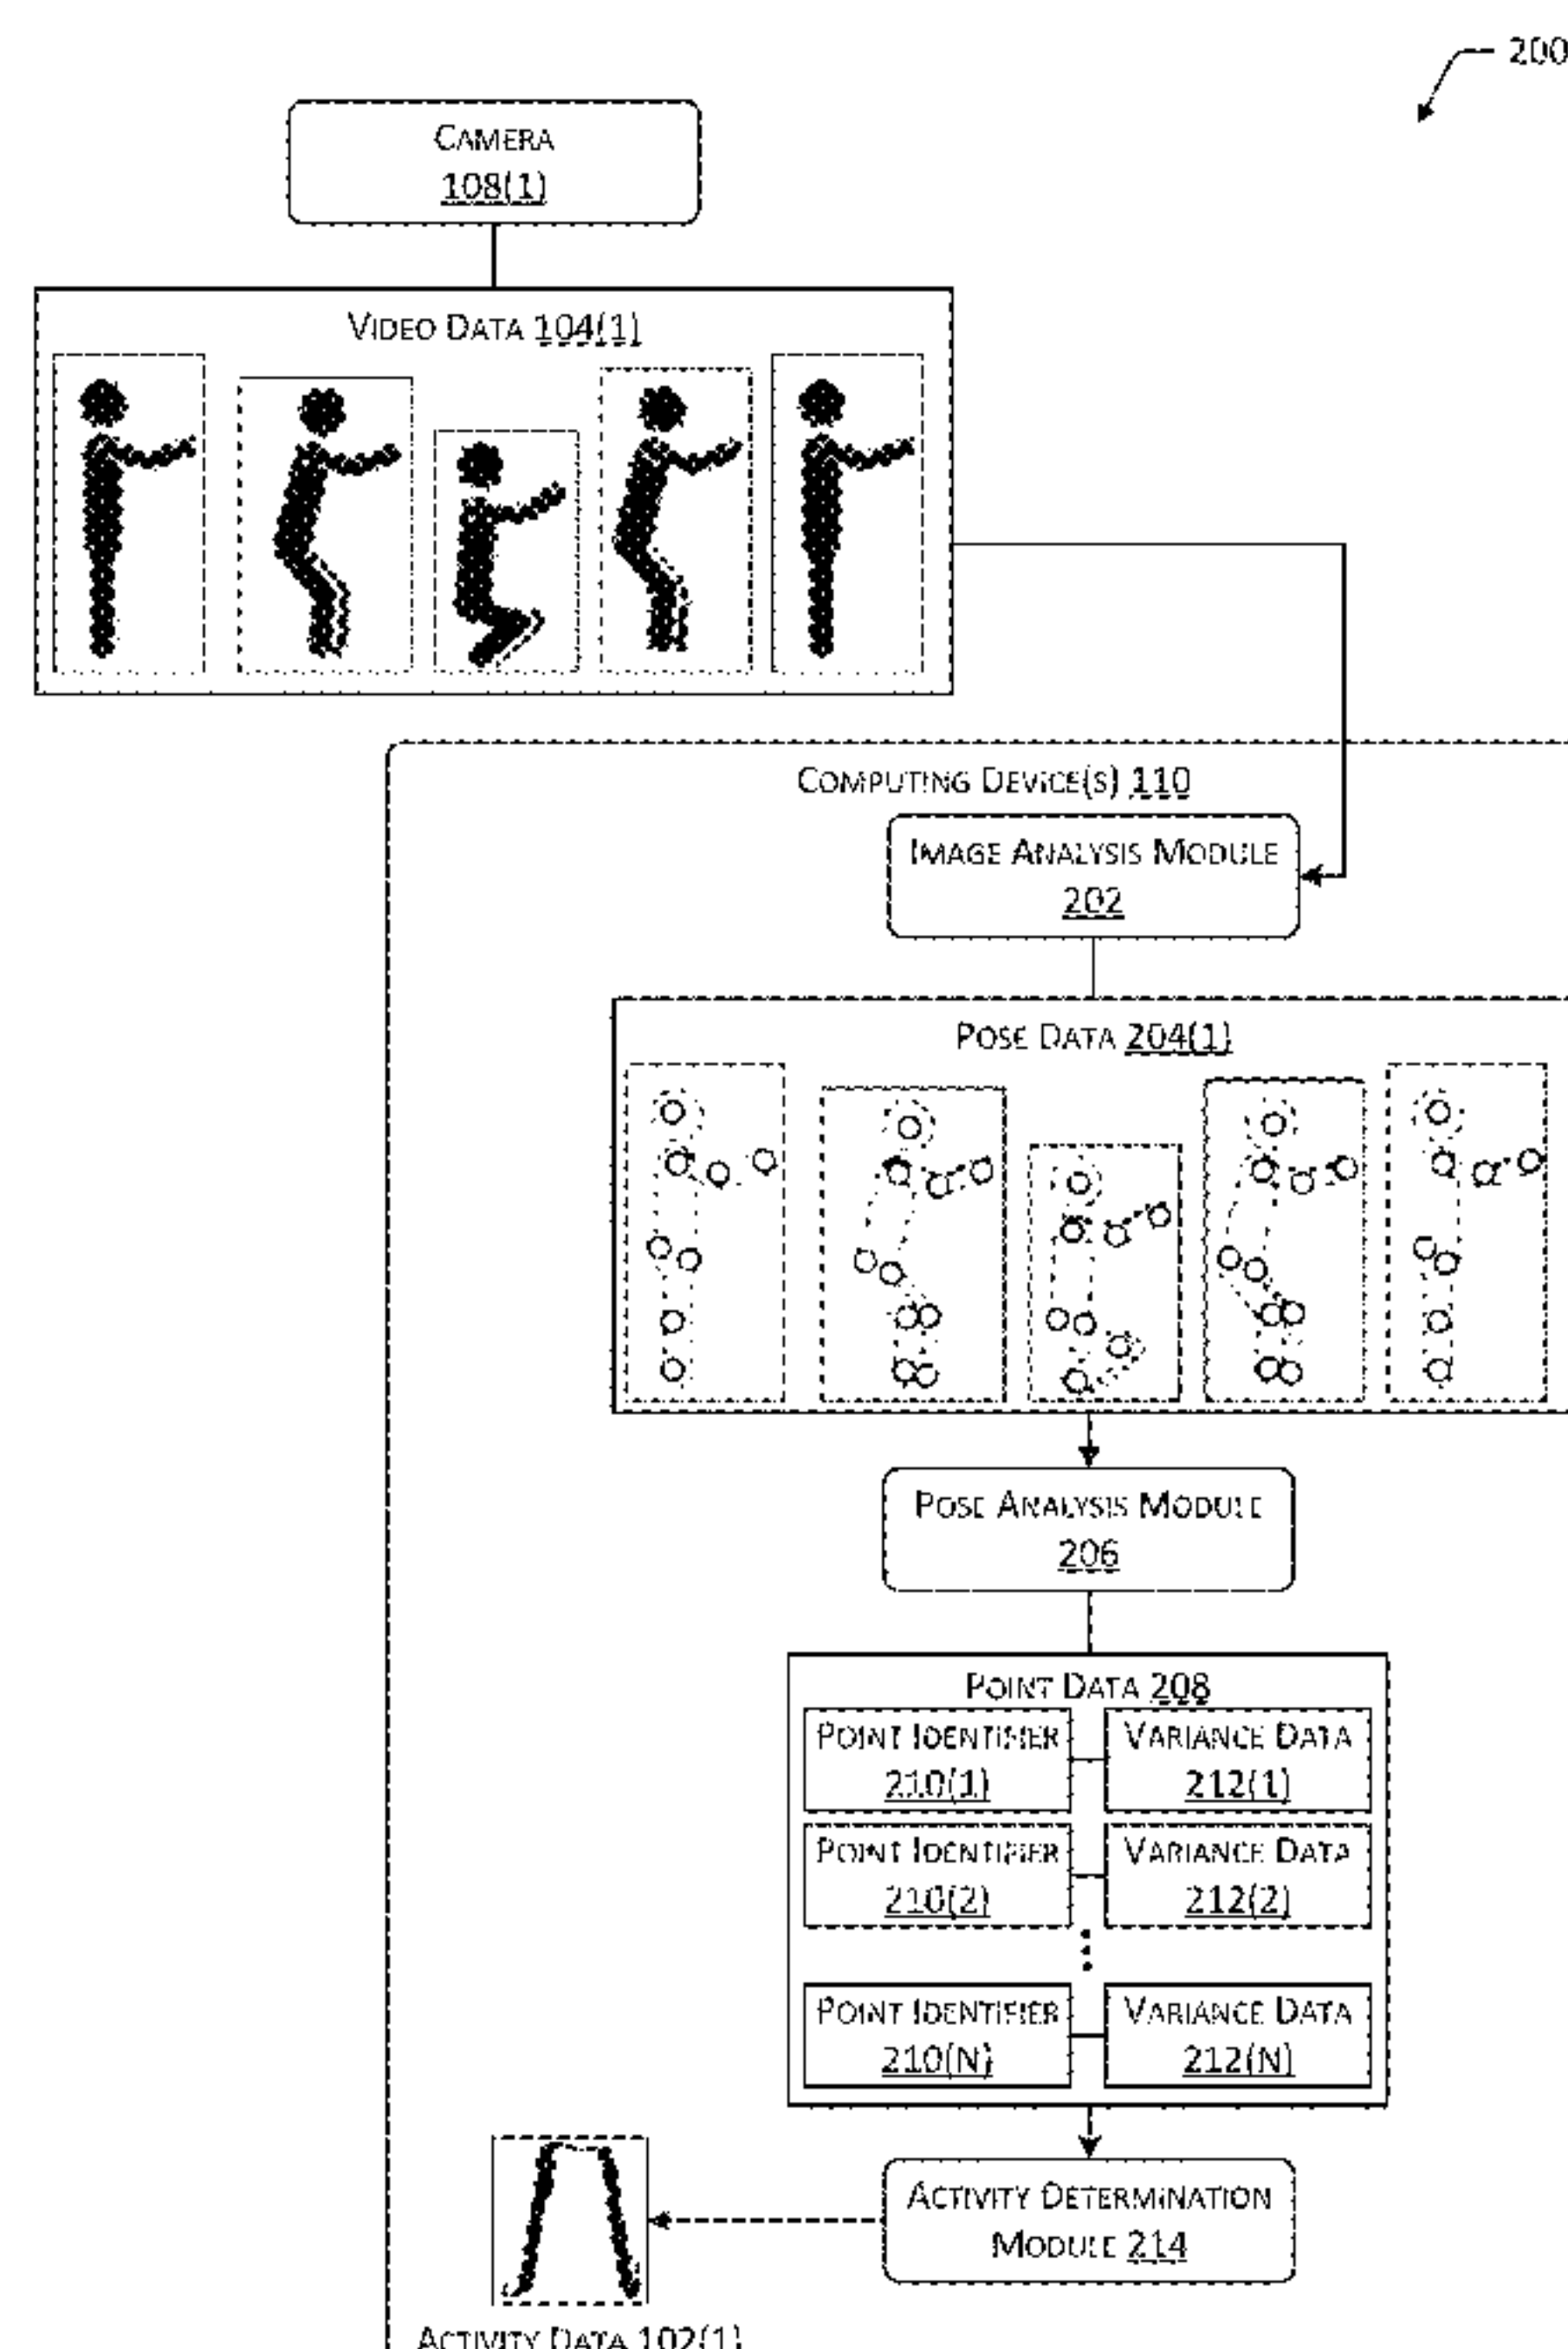 200
CAMERA
108(1)
VIDEO DATA 104(1)
COMPUTING DEVICE(S) 110
IMAGE ANALYSIS MODULE
202
POSE DATA 204(1)
POSE ANALYSIS MODULE
206
POINT DATA 208
POINT IDENTIFIER
210(1)
VARIANCE DATA
212(1)
POINT IDENTIFIER
210(2)
VARIANCE DATA
212(2)
POINT IDENTIFIER
210(N)
VARIANCE DATA
212(N)
ACTIVITY DETERMINATION
MODULE 214
ACTIVITY DATA 102(1)